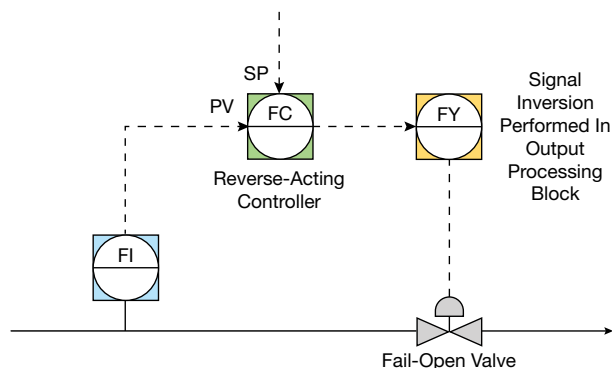 SP
PV
FC
FY
Signal
Inversion
Performed In
Output
Processing
Block
Reverse-Acting
Controller
FI
Fail-Open Valve